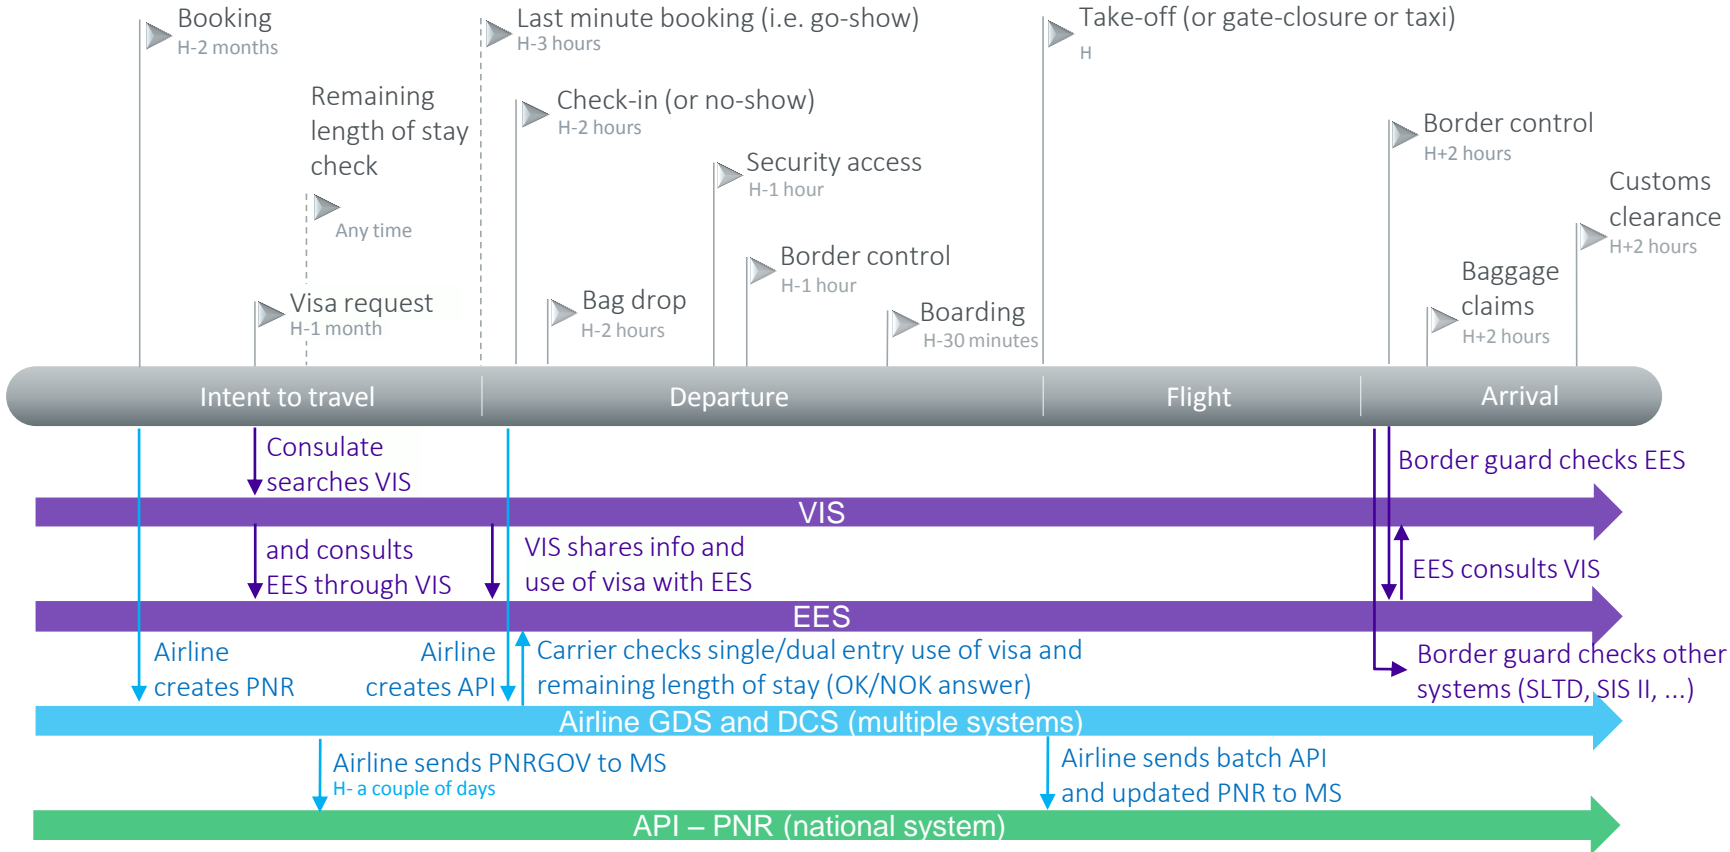 Booking
H-2 months
Last minute booking (i.e. go-show)
H-3 hours
Take-off (or gate-closure or taxi)
H
Remaining
length of stay
check
Any time
Check-in (or no-show)
H-2 hours
Border control
H+2 hours
Security access
H-1 hour
Customs
clearance
H+2 hours
Visa request
H-1 month
Bag drop
H-2 hours
Border control
H-1 hour
Boarding
H-30 minutes
Baggage
claims
H+2 hours
Intent to travel
Departure
Flight
Arrival
Consulate
searches VIS
Border guard checks EES
VIS
and consults
EES through VIS
VIS shares info and
use of visa with EES
EES consults VIS
EES
Airline
creates PNR
Airline
creates API
Carrier checks single/dual entry use of visa and
remaining length of stay (OK/NOK answer)
Border guard checks other
systems (SLTD, SIS II, ...)
Airline GDS and DCS (multiple systems)
Airline sends PNRGOV to MS
H- a couple of days
Airline sends batch API
and updated PNR to MS
API – PNR (national system)